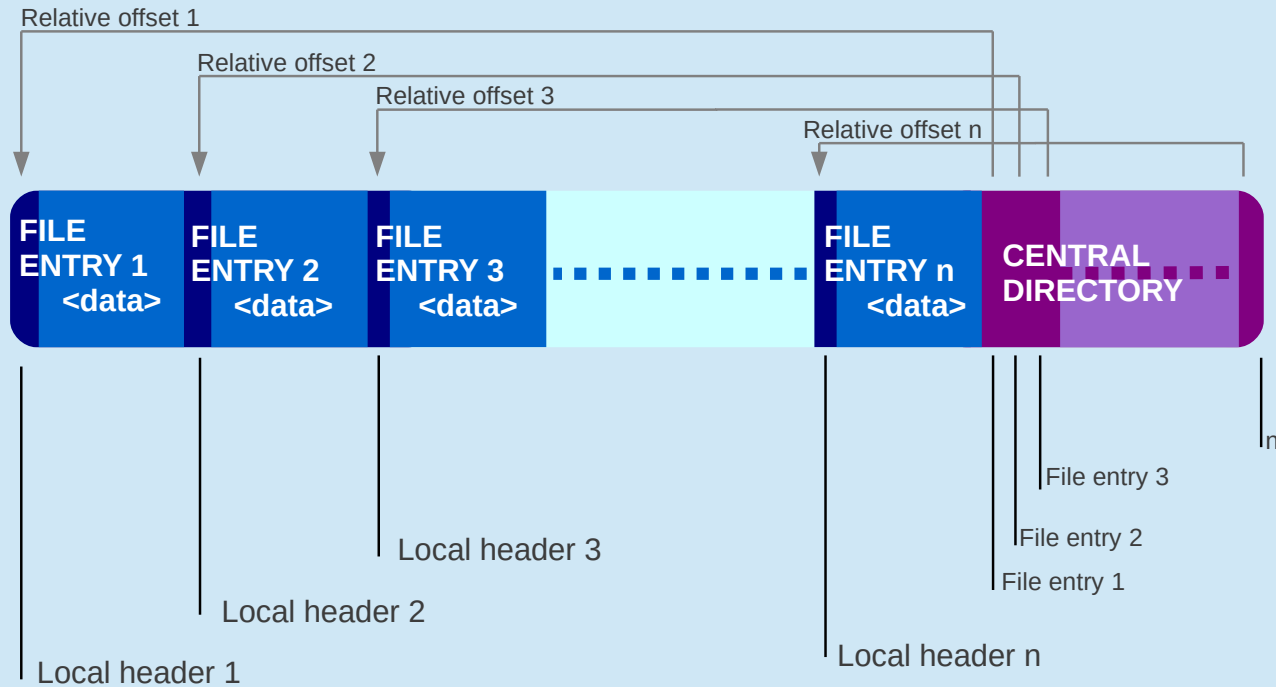 Relative offset 1
Relative offset 2
Relative offset 3
Relative offset n
FILE
ENTRY 1
<data>
FILE
ENTRY 2
<data>
FILE
ENTRY 3
<data>
FILE
ENTRY n
<data>
CENTRAL
DIRECTORY
n
File entry 3
File entry 2
File entry 1
Local header 3
Local header 2
Local header n
Local header 1